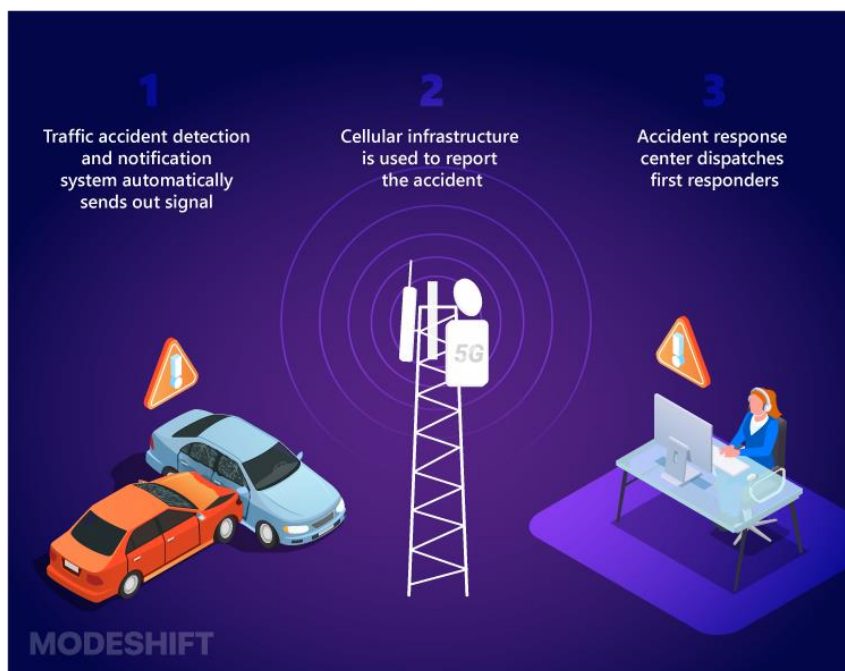 1
Traffic accident detection
and notification
system automatically
sends out signal
2
Cellular infrastructure
is used to report
the accident
3
Accident response
center dispatches
first responders
5G
MODESHIFT